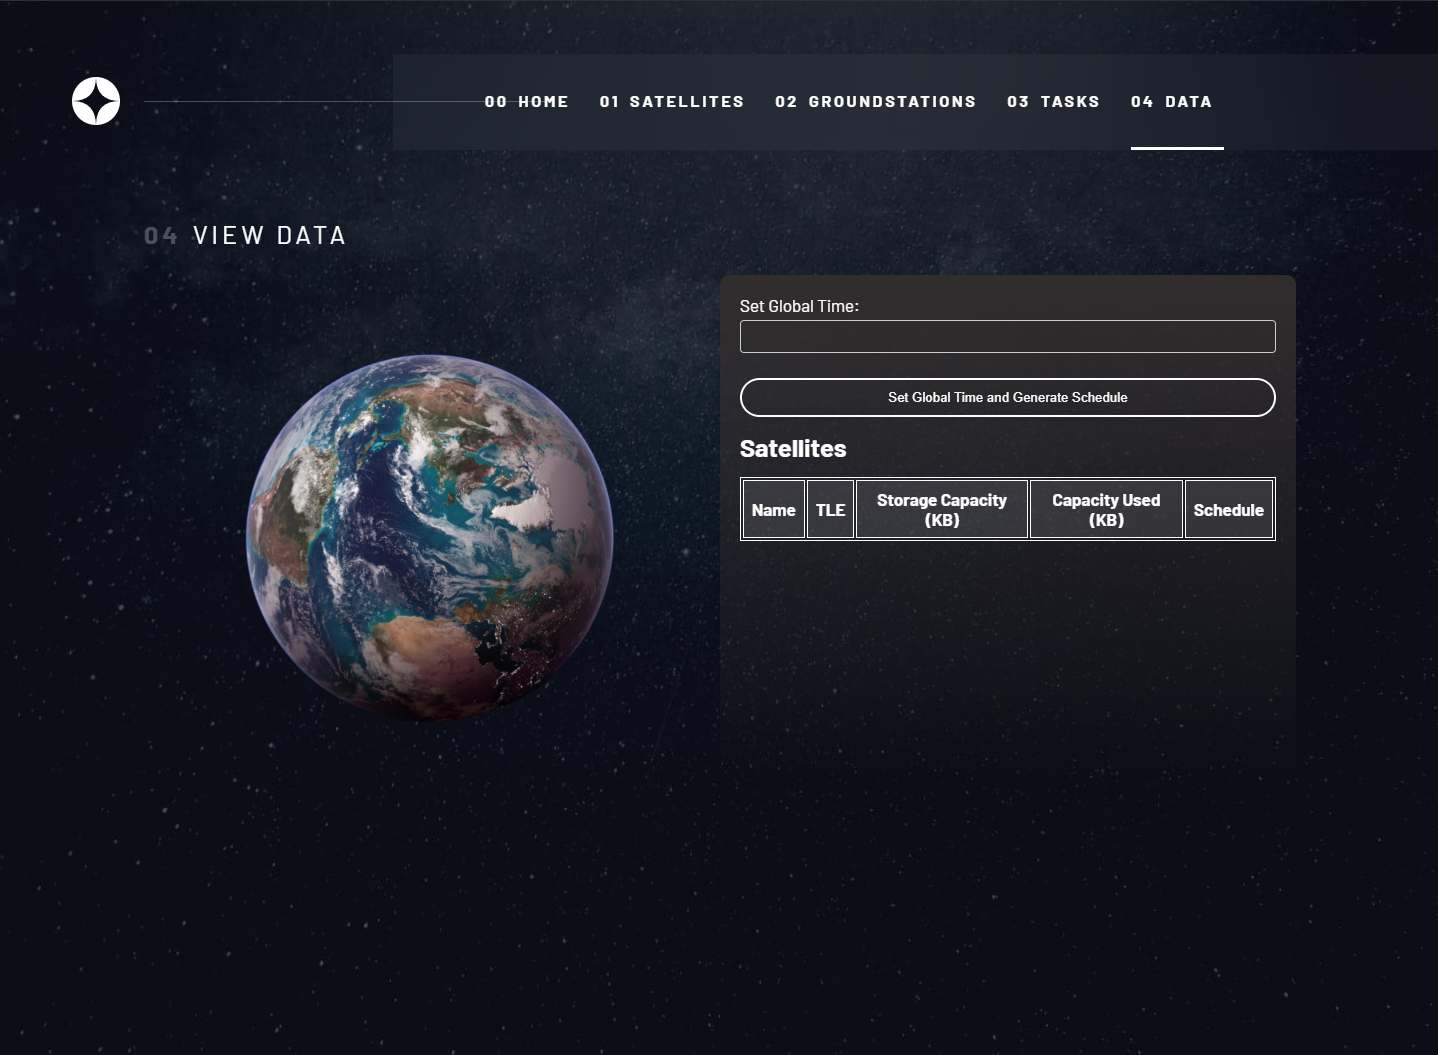 00 HOME 01 SATELLITES 02 GROUNDSTATIONS 03 TASKS 04 DATA
04 VIEW DATA
Set Global Time:
Set Global Time and Generate Schedule
Satellites
Name TLE Storage Capacity (KB) Capacity Used (KB) Schedule